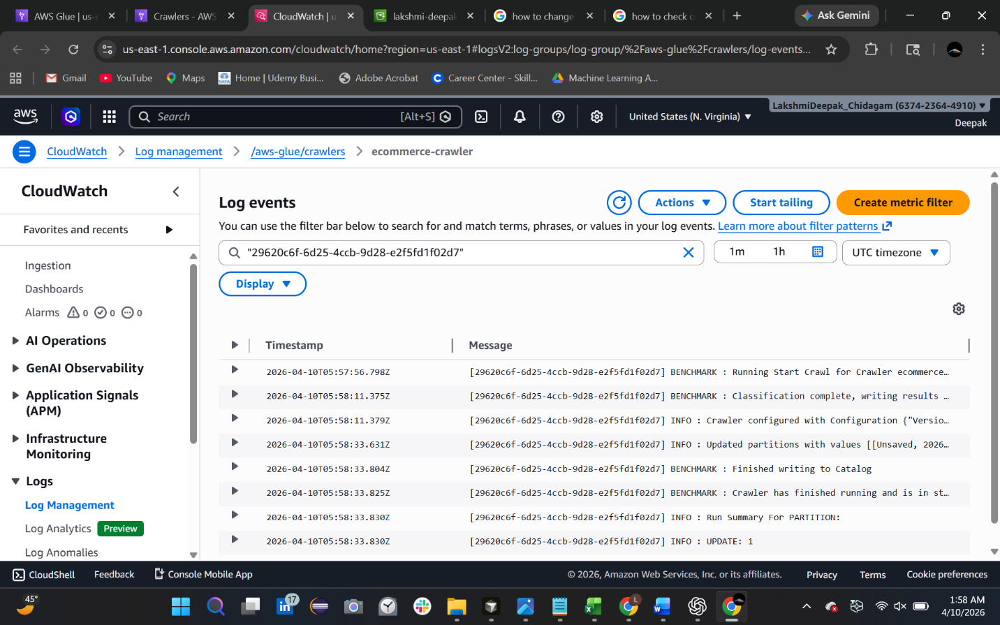 AWS Glue | us-
Crawlers - AWS
CloudWatch | u
lakshmi-deepa
how to change
how to check c
Ask Gemini
us-east-1.console.aws.amazon.com/cloudwatch/home?region=us-east-1#logsV2:log-groups/log-group/%2Faws-glue%2Fcrawlers/log-events...
Gmail
YouTube
Maps
Home | Udemy Busi...
Adobe Acrobat
Career Center - Skill...
Machine Learning A...
aws
Search
[Alt+S]
United States (N. Virginia)
LakshmiDeepak_Chidagam (6374-2364-4910)
Deepak
CloudWatch
Log management
/aws-glue/crawlers
ecommerce-crawler
CloudWatch
Favorites and recents
Ingestion
Dashboards
Alarms 0 0 0
AI Operations
GenAI Observability
Application Signals
(APM)
Infrastructure
Monitoring
Logs
Log Management
Log Analytics Preview
Log Anomalies
Log events
Actions
Start tailing
Create metric filter
You can use the filter bar below to search for and match terms, phrases, or values in your log events. Learn more about filter patterns
"29620c6f-6d25-4ccb-9d28-e2f5fd1f02d7"
1m
1h
UTC timezone
Display
Timestamp
Message
2026-04-10T05:57:56.798Z [29620c6f-6d25-4ccb-9d28-e2f5fd1f02d7] BENCHMARK : Running Start Crawl for Crawler ecommerce...
2026-04-10T05:58:11.375Z [29620c6f-6d25-4ccb-9d28-e2f5fd1f02d7] BENCHMARK : Classification complete, writing results ...
2026-04-10T05:58:11.379Z [29620c6f-6d25-4ccb-9d28-e2f5fd1f02d7] INFO : Crawler configured with Configuration {"Versio...
2026-04-10T05:58:33.631Z [29620c6f-6d25-4ccb-9d28-e2f5fd1f02d7] INFO : Updated partitions with values [[Unsaved, 2026...
2026-04-10T05:58:33.804Z [29620c6f-6d25-4ccb-9d28-e2f5fd1f02d7] BENCHMARK : Finished writing to Catalog
2026-04-10T05:58:33.825Z [29620c6f-6d25-4ccb-9d28-e2f5fd1f02d7] BENCHMARK : Crawler has finished running and is in st...
2026-04-10T05:58:33.830Z [29620c6f-6d25-4ccb-9d28-e2f5fd1f02d7] INFO : Run Summary For PARTITION:
2026-04-10T05:58:33.830Z [29620c6f-6d25-4ccb-9d28-e2f5fd1f02d7] INFO : UPDATE: 1
CloudShell
Feedback
Console Mobile App
© 2026, Amazon Web Services, Inc. or its affiliates.
Privacy
Terms
Cookie preferences
45°
17
L
1:58 AM
4/10/2026